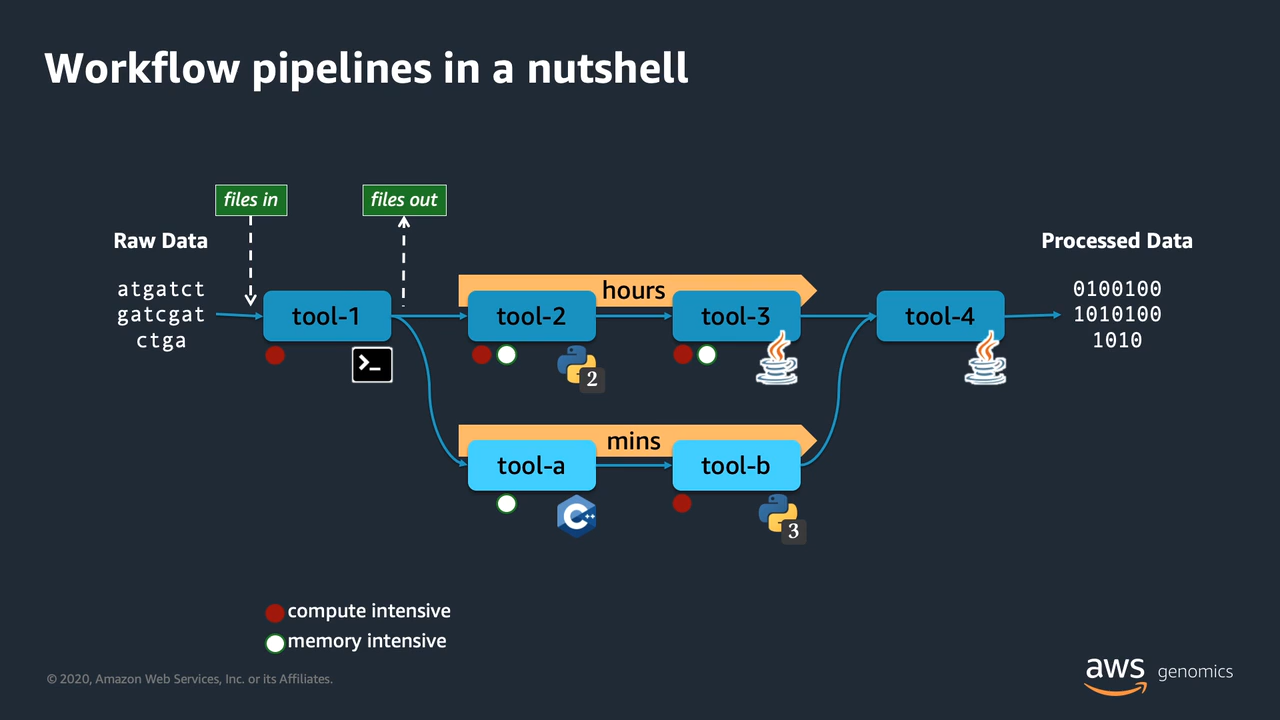 Workflow pipelines in a nutshell
files in
files out
Raw Data
Processed Data
atgatct
gatcgat
ctga
hours
tool-1
tool-2
tool-3
tool-4
0100100
1010100
1010
>_
2
mins
tool-a
tool-b
C++
3
compute intensive
memory intensive
© 2020, Amazon Web Services, Inc. or its Affiliates.
aws genomics